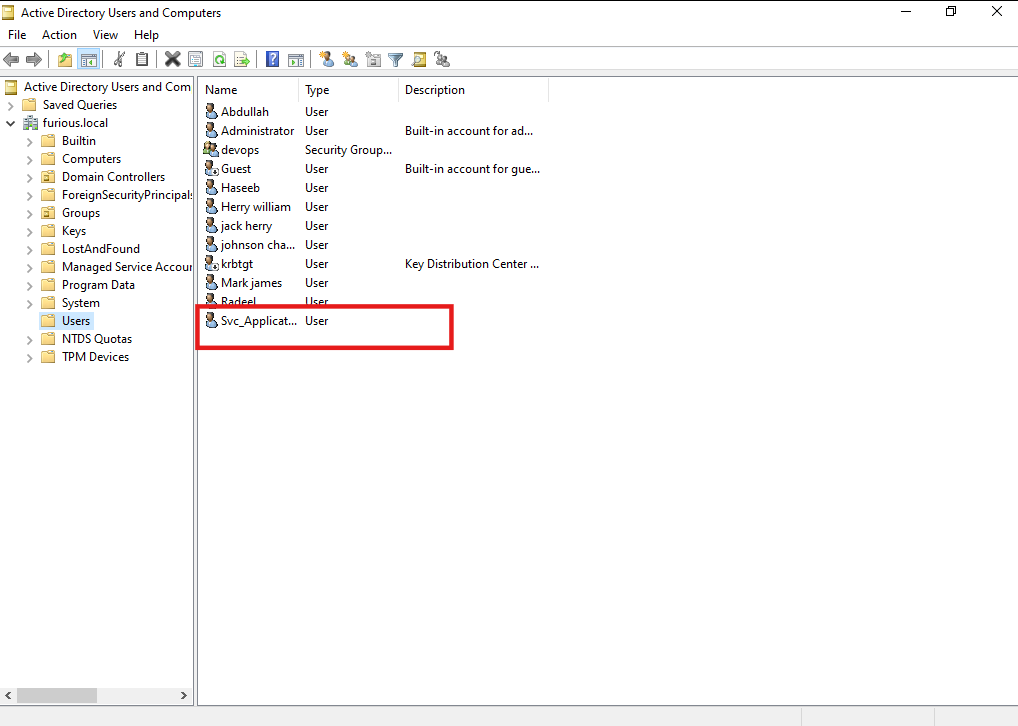 Active Directory Users and Computers
File Action View Help
Active Directory Users and Com
Saved Queries
furious.local
Builtin
Computers
Domain Controllers
ForeignSecurityPrincipals
Groups
Keys
LostAndFound
Managed Service Accour
Program Data
System
Users
NTDS Quotas
TPM Devices
Name Type Description
Abdullah User
Administrator User Built-in account for ad...
devops Security Group...
Guest User Built-in account for gue...
Haseeb User
Herry william User
jack herry User
johnson cha... User
krbtgt User Key Distribution Center ...
Mark james User
Radeel User
Svc_Applicat... User